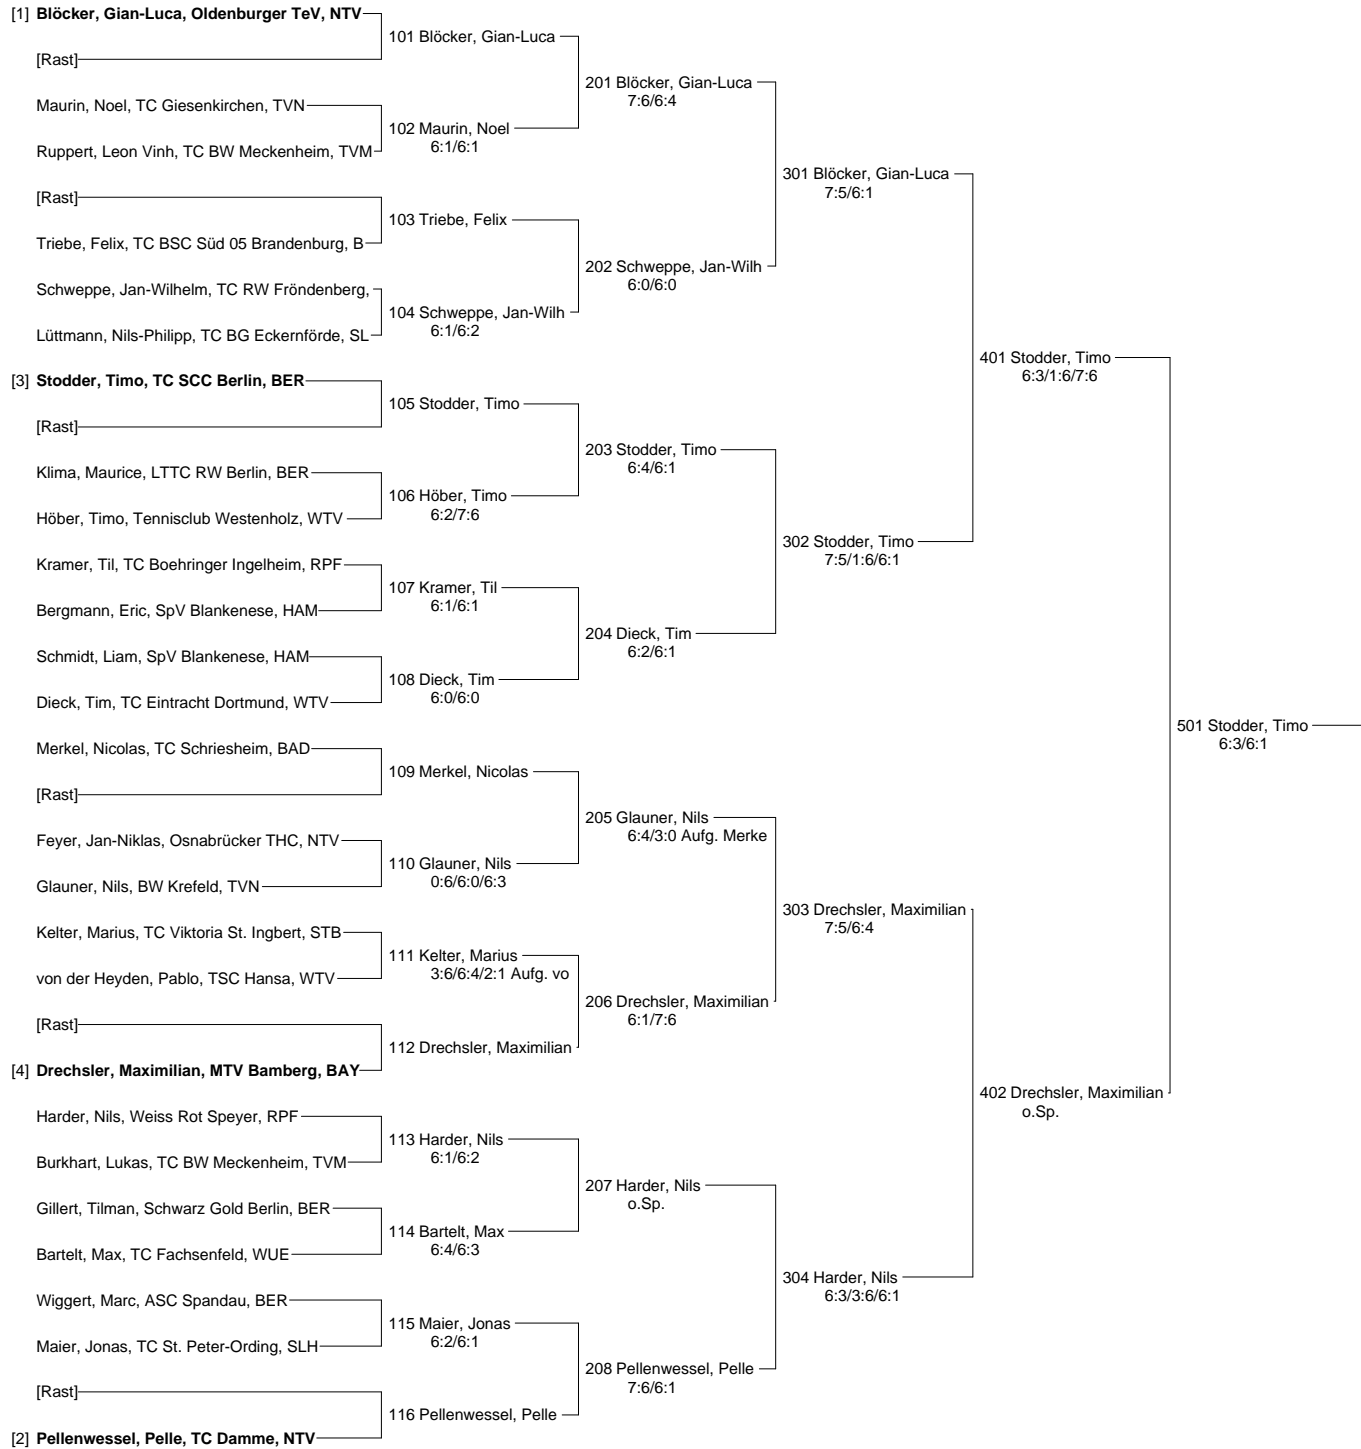 [1] Blöcker, Gian-Luca, Oldenburger TeV, NTV
[Rast]
Maurin, Noel, TC Giesenkirchen, TVN
Ruppert, Leon Vinh, TC BW Meckenheim, TVM
[Rast]
Triebe, Felix, TC BSC Süd 05 Brandenburg, B
Schweppe, Jan-Wilhelm, TC RW Fröndenberg,
Lüttmann, Nils-Philipp, TC BG Eckernförde, SL
[3] Stodder, Timo, TC SCC Berlin, BER
[Rast]
Klima, Maurice, LTTC RW Berlin, BER
Höber, Timo, Tennisclub Westenholz, WTV
Kramer, Til, TC Boehringer Ingelheim, RPF
Bergmann, Eric, SpV Blankenese, HAM
Schmidt, Liam, SpV Blankenese, HAM
Dieck, Tim, TC Eintracht Dortmund, WTV
Merkel, Nicolas, TC Schriesheim, BAD
[Rast]
Feyer, Jan-Niklas, Osnabrücker THC, NTV
Glauner, Nils, BW Krefeld, TVN
Kelter, Marius, TC Viktoria St. Ingbert, STB
von der Heyden, Pablo, TSC Hansa, WTV
[Rast]
[4] Drechsler, Maximilian, MTV Bamberg, BAY
Harder, Nils, Weiss Rot Speyer, RPF
Burkhart, Lukas, TC BW Meckenheim, TVM
Gillert, Tilman, Schwarz Gold Berlin, BER
Bartelt, Max, TC Fachsenfeld, WUE
Wiggert, Marc, ASC Spandau, BER
Maier, Jonas, TC St. Peter-Ording, SLH
[Rast]
[2] Pellenwessel, Pelle, TC Damme, NTV
101 Blöcker, Gian-Luca
102 Maurin, Noel
6:1/6:1
103 Triebe, Felix
104 Schweppe, Jan-Wilh
6:1/6:2
105 Stodder, Timo
106 Höber, Timo
6:2/7:6
107 Kramer, Til
6:1/6:1
108 Dieck, Tim
6:0/6:0
109 Merkel, Nicolas
110 Glauner, Nils
0:6/6:0/6:3
111 Kelter, Marius
3:6/6:4/2:1 Aufg. vo
112 Drechsler, Maximilian
113 Harder, Nils
6:1/6:2
114 Bartelt, Max
6:4/6:3
115 Maier, Jonas
6:2/6:1
116 Pellenwessel, Pelle
201 Blöcker, Gian-Luca
7:6/6:4
202 Schweppe, Jan-Wilh
6:0/6:0
203 Stodder, Timo
6:4/6:1
204 Dieck, Tim
6:2/6:1
205 Glauner, Nils
6:4/3:0 Aufg. Merke
206 Drechsler, Maximilian
6:1/7:6
207 Harder, Nils
o.Sp.
208 Pellenwessel, Pelle
7:6/6:1
301 Blöcker, Gian-Luca
7:5/6:1
302 Stodder, Timo
7:5/1:6/6:1
303 Drechsler, Maximilian
7:5/6:4
304 Harder, Nils
6:3/3:6/6:1
401 Stodder, Timo
6:3/1:6/7:6
402 Drechsler, Maximilian
o.Sp.
501 Stodder, Timo
6:3/6:1